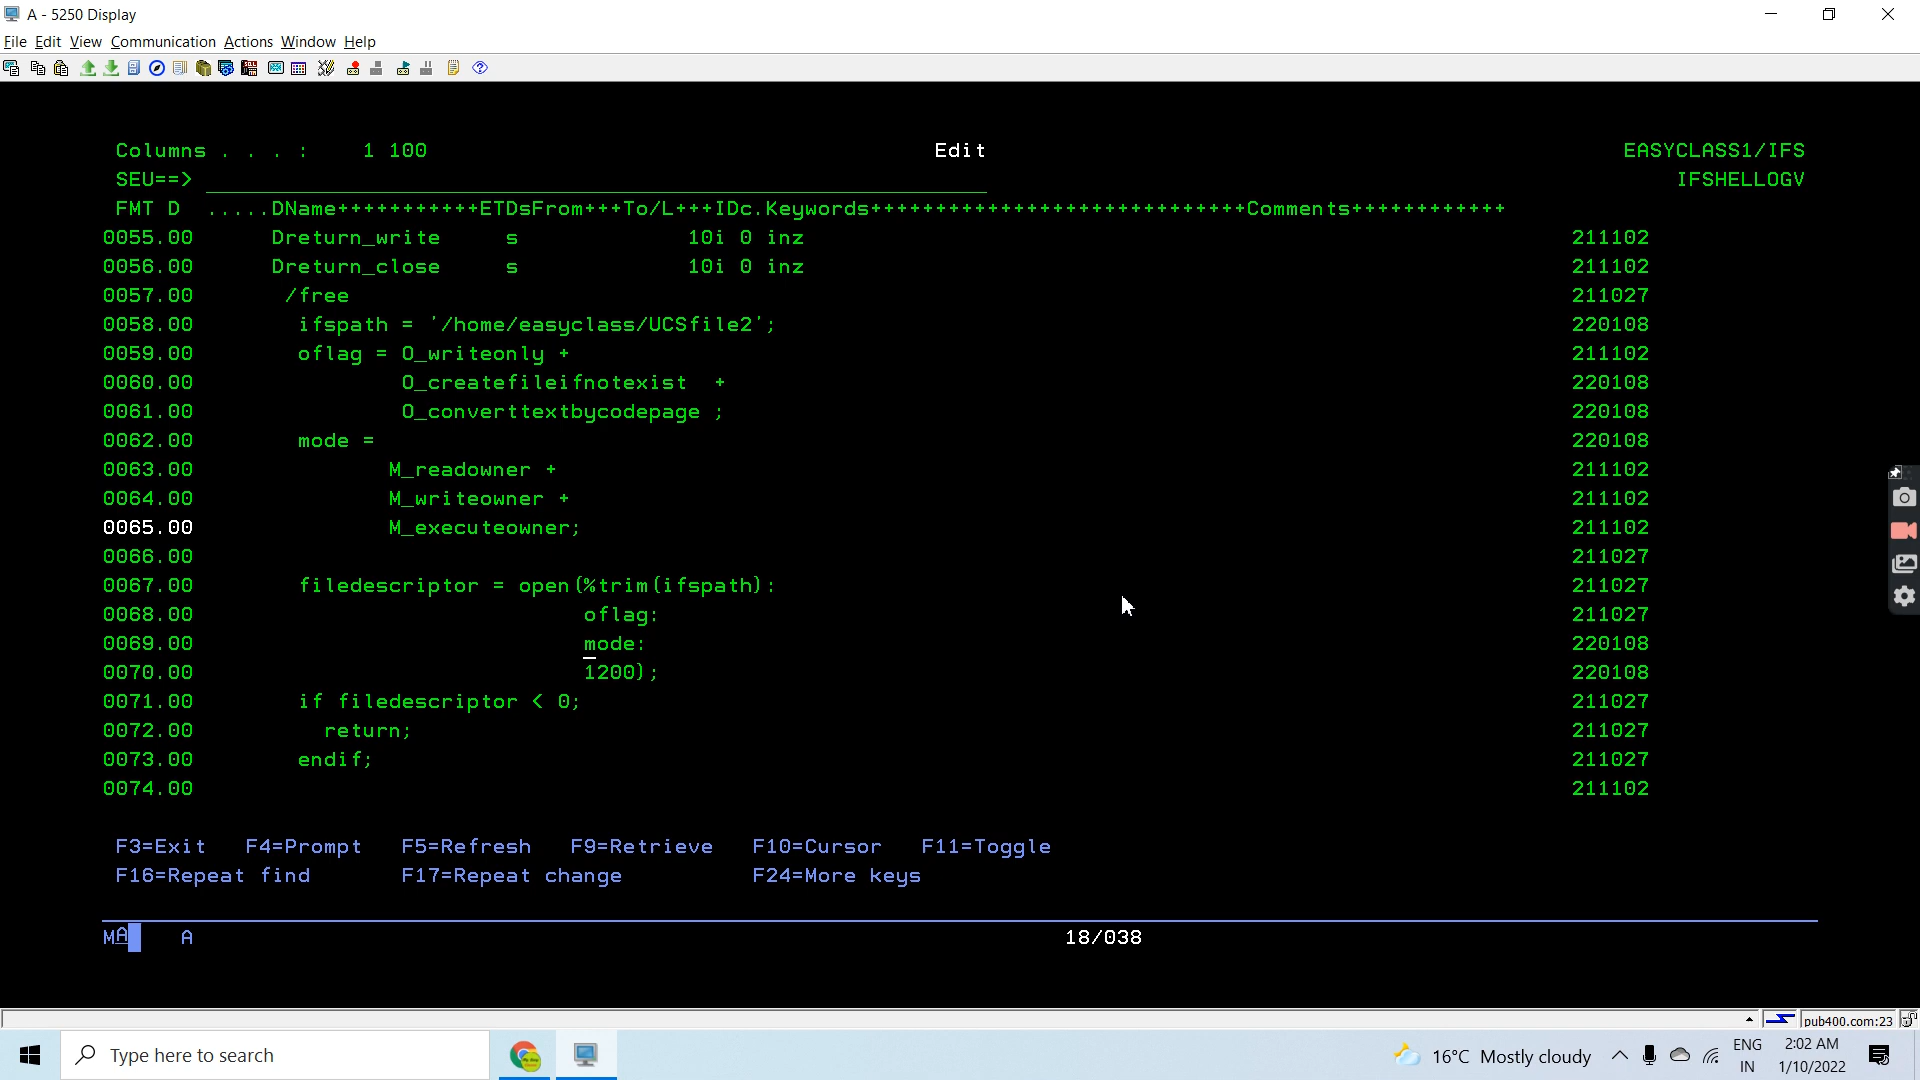 A - 5250 Display
File Edit View Communication Actions Window Help
Columns . . . : 1 100 Edit EASYCLASS1/IFS
SEU==> IFSHELLOGV
FMT D .....DName+++++++++++ETDsFrom+++To/L+++IDc.Keywords+++++++++++++++++++++++++++++Comments++++++++++++
0055.00 Dreturn_write s 10i 0 inz 211102
0056.00 Dreturn_close s 10i 0 inz 211102
0057.00 /free 211027
0058.00 ifspath = '/home/easyclass/UCSfile2'; 220108
0059.00 oflag = O_writeonly + 211102
0060.00 O_createfileifnotexist + 220108
0061.00 O_converttextbycodepage ; 220108
0062.00 mode = 220108
0063.00 M_readowner + 211102
0064.00 M_writeowner + 211102
0065.00 M_executeowner; 211102
0066.00 211027
0067.00 filedescriptor = open(%trim(ifspath): 211027
0068.00 oflag: 211027
0069.00 mode: 220108
0070.00 1200); 220108
0071.00 if filedescriptor < 0; 211027
0072.00 return; 211027
0073.00 endif; 211027
0074.00 211102
F3=Exit F4=Prompt F5=Refresh F9=Retrieve F10=Cursor F11=Toggle
F16=Repeat find F17=Repeat change F24=More keys
MA A 18/038
pub400.com:23
Type here to search 16°C Mostly cloudy ENG IN 2:02 AM 1/10/2022